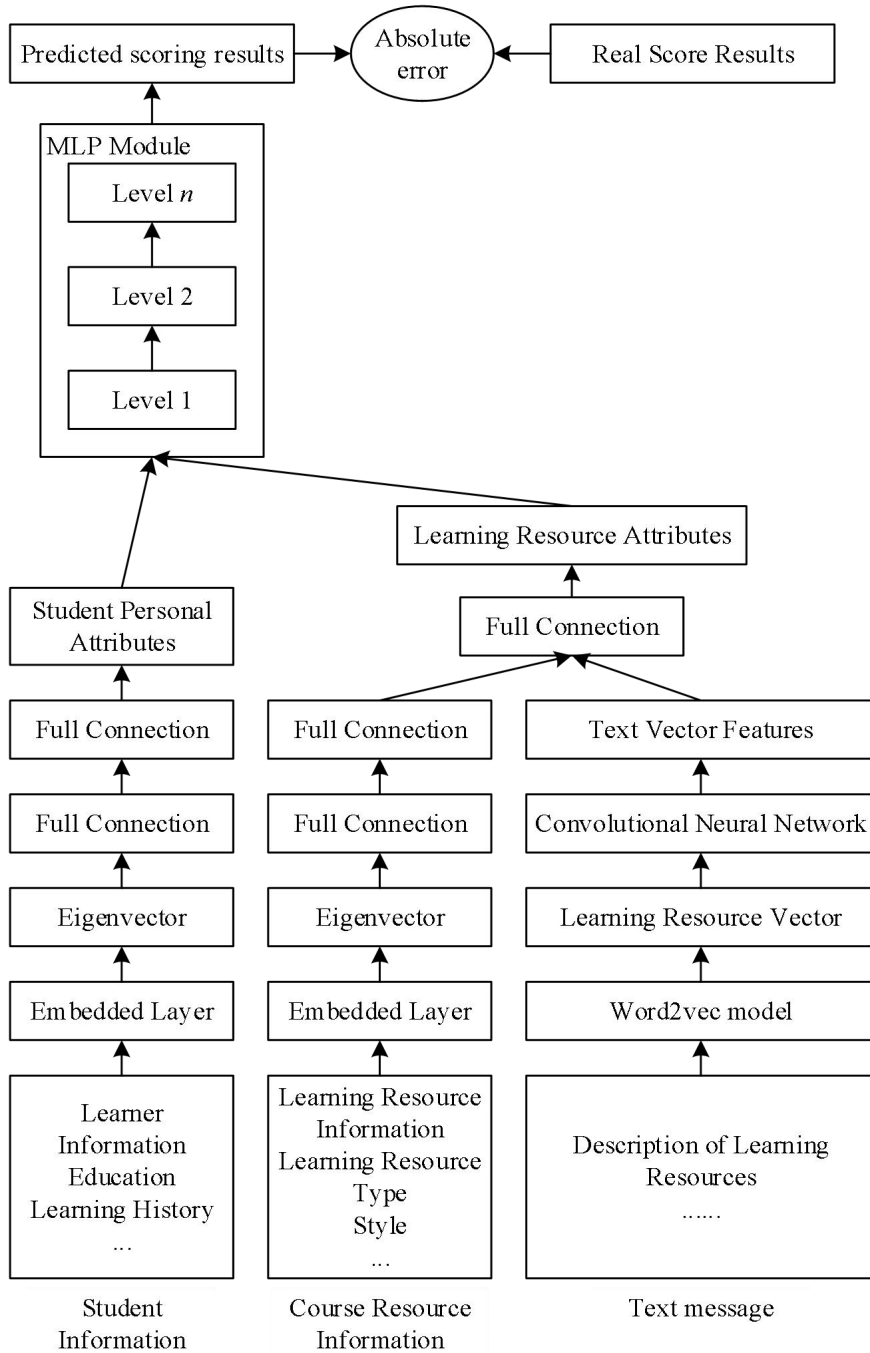 Predicted scoring results
Absolute
error
Real Score Results
MLP Module
Level n
Level 2
Level 1
Learning Resource Attributes
Student Personal
Attributes
Full Connection
Full Connection
Full Connection
Text Vector Features
Full Connection
Full Connection
Convolutional Neural Network
Eigenvector
Eigenvector
Learning Resource Vector
Embedded Layer
Embedded Layer
Word2vec model
Learner
Information
Education
Learning History
...
Learning Resource
Information
Learning Resource
Type
Style
...
Description of Learning
Resources
......
Student
Information
Course Resource
Information
Text message